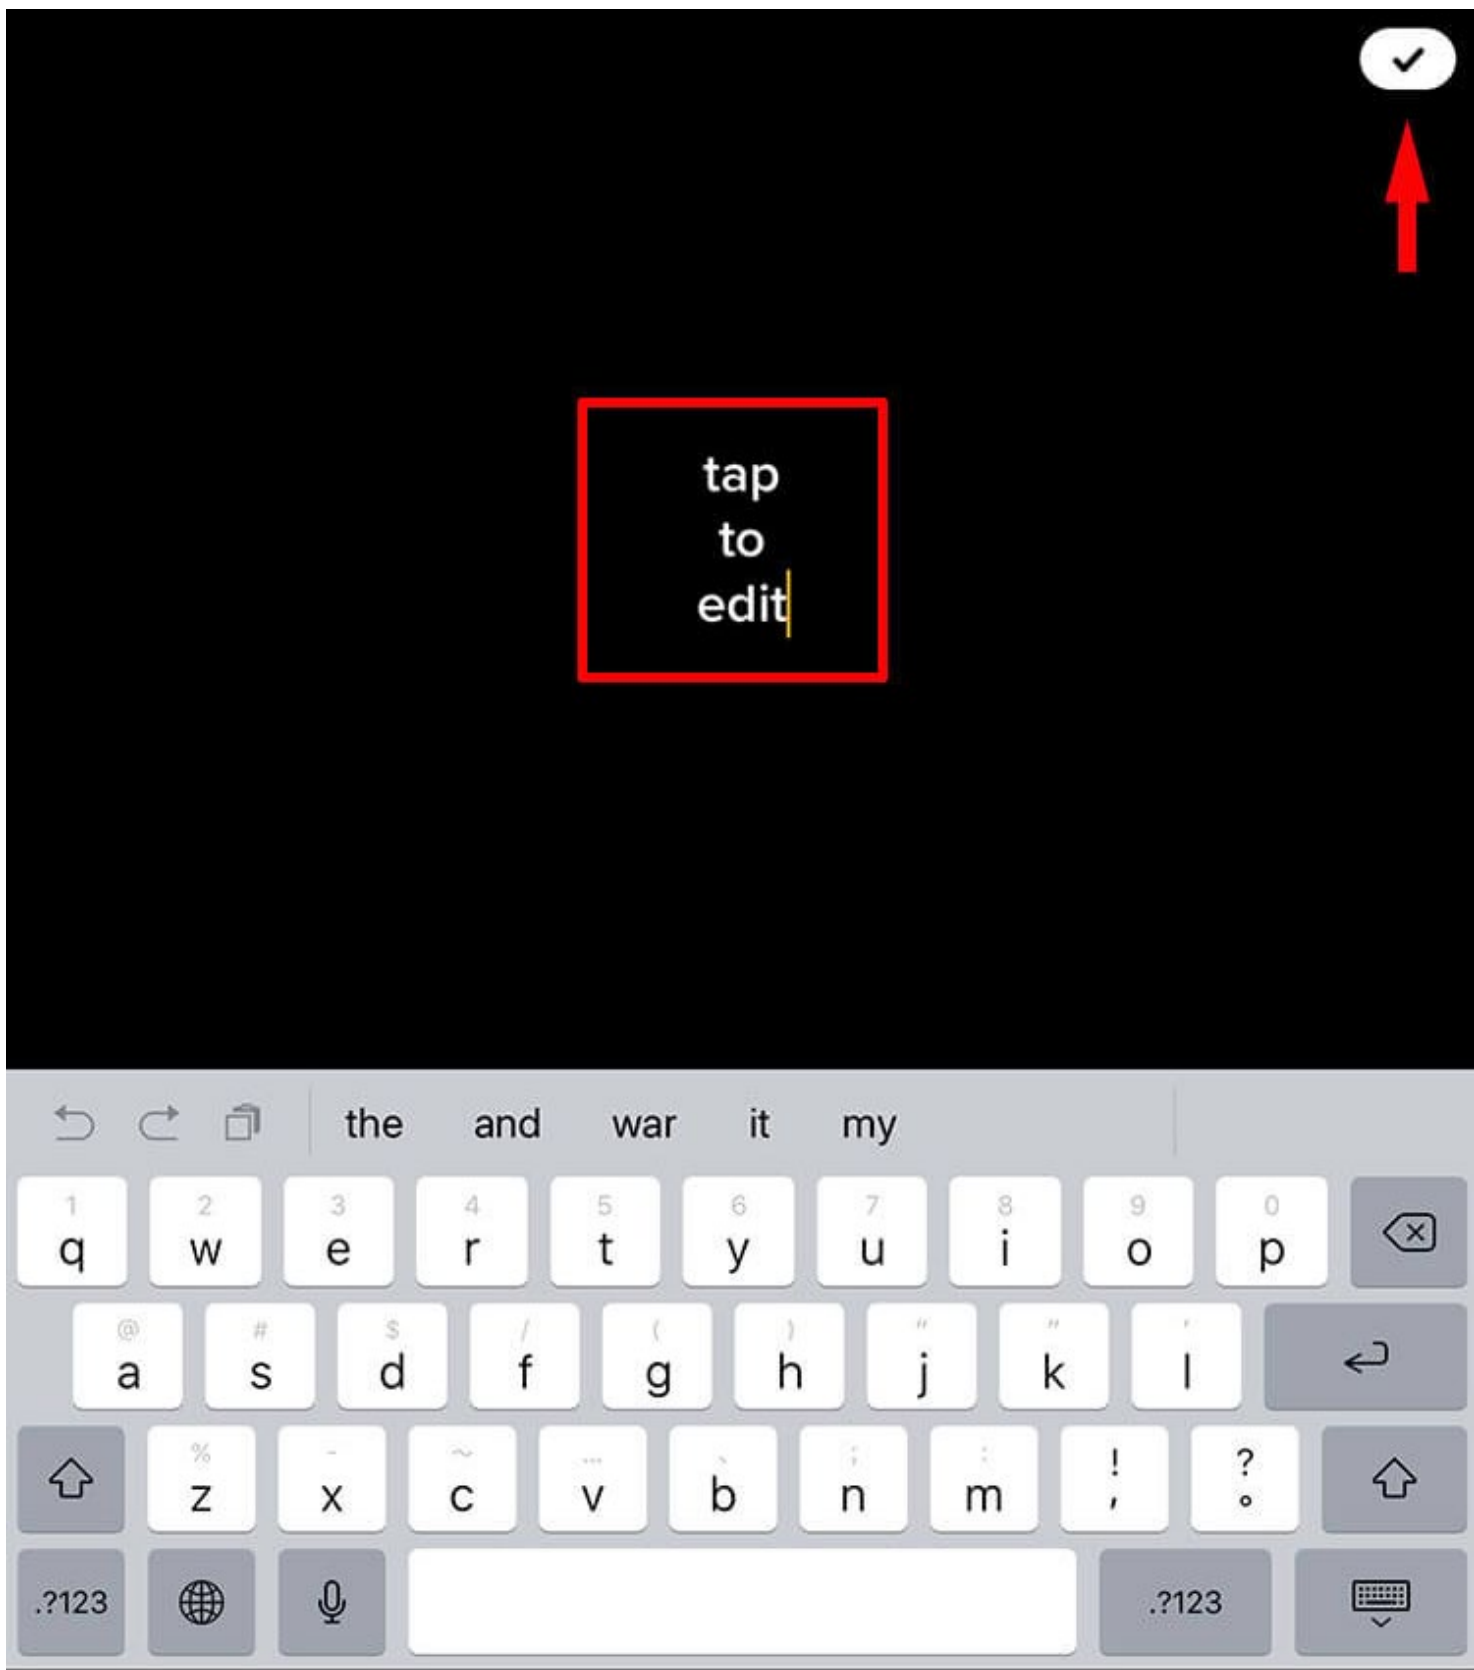 tap
to
edit
the and war it my
1 2 3 4 5 6 7 8 9 0
q w e r t y u i o p
@ # $ / ( ) " " '
a s d f g h j k l
% - ~ … ` ; : ! ?
z x c v b n m , .
.?123 .?123